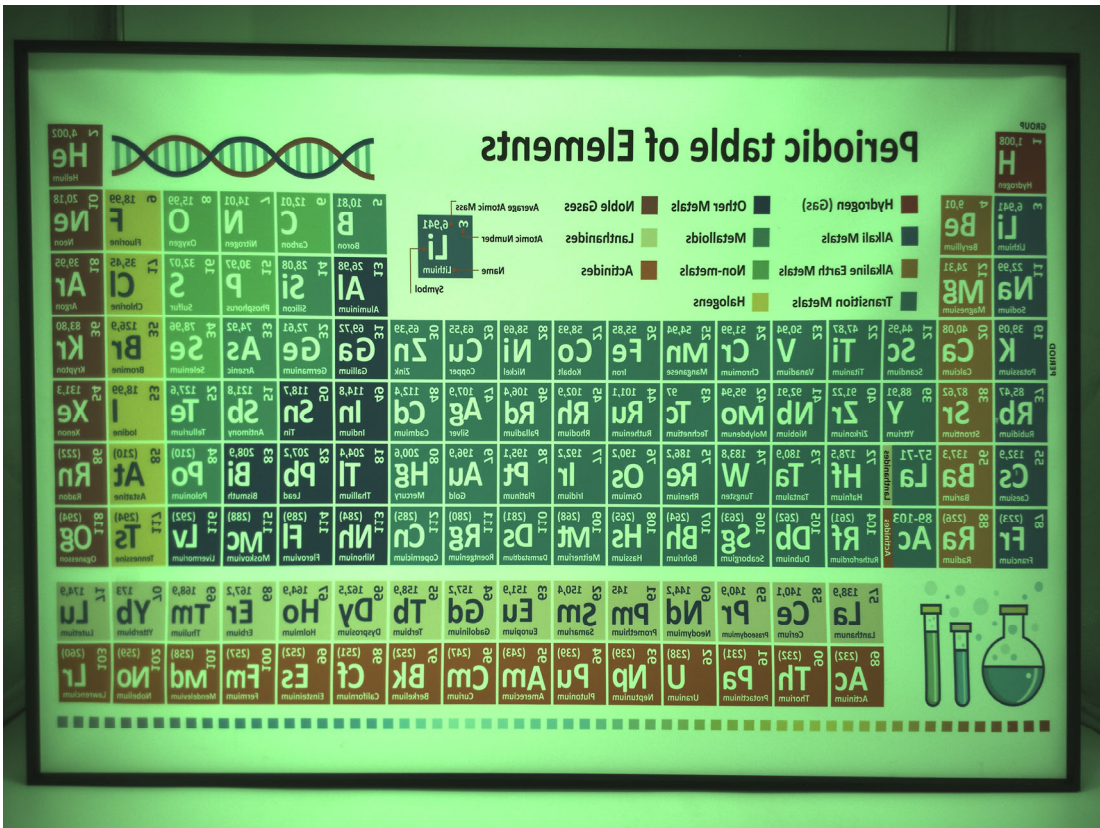 GROUP
Periodic table of Elements
1 1,008 2 4,002
H He
Hydrogen Helium
Hydrogen (Gas) Other Metals Noble Gases
Alkali Metals Metalloids Lanthanides
Alkaline Earth Metals Non-metals Actinides
Transition Metals Halogens
Average Atomic Mass
3 6,941
Atomic Number
Li
Lithium
Name
Symbol
3 6,941 4 9,01 5 10,81 6 12,01 7 14,01 8 15,99 9 18,99 10 20,18
Li Be B C N O F Ne
Lithium Beryllium Boron Carbon Nitrogen Oxygen Fluorine Neon
11 22,99 12 24,31 13 26,98 14 28,08 15 30,97 16 32,07 17 35,45 18 39,95
Na Mg Al Si P S Cl Ar
Sodium Magnesium Aluminium Silicon Phosphorus Sulfur Chlorine Argon
PERIOD
19 39,09 20 40,08 21 44,95 22 47,87 23 50,94 24 51,99 25 54,94 26 55,85 27 58,93 28 58,69 29 63,55 30 65,39 31 69,72 32 72,61 33 74,92 34 78,96 35 126,9 36 83,80
K Ca Sc Ti V Cr Mn Fe Co Ni Cu Zn Ga Ge As Se Br Kr
Potassium Calcium Scandium Titanium Vanadium Chromium Manganese Iron Kobalt Nickel Copper Zink Gallium Germanium Arsenic Selenium Bromine Krypton
37 85,47 38 87,62 39 88,91 40 91,22 41 92,91 42 95,94 43 97 44 101,1 45 102,9 46 106,4 47 107,9 48 112,4 49 114,8 50 118,7 51 121,8 52 127,6 53 18,99 54 131,3
Rb Sr Y Zr Nb Mo Tc Ru Rh Rd Ag Cd In Sn Sb Te I Xe
Rubidium Strontium Yttrium Zirkonium Niobium Molybdenum Technetium Ruthenium Rhodium Palladium Silver Cadmium Indium Tin Antimony Tellurium Iodine Xenon
55 132,9 56 137,3 57-71 72 178,5 73 180,9 74 183,8 75 186,2 76 190,2 77 192,2 78 195,1 79 196,9 80 200,6 81 204,4 82 207,2 83 208,9 84 (210) 85 (210) 86 (222)
Cs Ba La Hf Ta W Re Os Ir Pt Au Hg Tl Pb Bi Po At Rn
Caesium Barium Lanthanides Hafnium Tantalum Tungsten Rhenium Osmium Iridium Platinum Gold Mercury Thallium Lead Bismuth Polonium Astatine Radon
87 (223) 88 (226) 89-103 104 (261) 105 (262) 106 (263) 107 (264) 108 (265) 109 (268) 110 (281) 111 (280) 112 (285) 113 (284) 114 (289) 115 (288) 116 (292) 117 (294) 118 (294)
Fr Ra Ac Rf Db Sg Bh Hs Mt Ds Rg Cn Nh Fl Mc Lv Ts Og
Francium Radium Actinides Rutherfordium Dubnium Seaborgium Bohrium Hassium Meitnerium Darmstadtium Roentgenium Copernicium Nihonium Flerovium Moskovium Livermorium Tennessine Oganesson
57 138,9 58 140,1 59 140,9 60 144,2 61 145 62 150,4 63 151,9 64 157,2 65 158,9 66 162,5 67 164,9 68 167,2 69 168,9 70 173 71 174,9
La Ce Pr Nd Pm Sm Eu Gd Tb Dy Ho Er Tm Yb Lu
Lanthanum Cerium Praseodymium Neodymium Promethium Samarium Europium Gadolinium Terbium Dysprosium Holmium Erbium Thulium Ytterbium Lutetium
89 (232) 90 (232) 91 (231) 92 (238) 93 (239) 94 (239) 95 (248) 96 (247) 97 (252) 98 (251) 99 (252) 100 (257) 101 (258) 102 (259) 103 (260)
Ac Th Pa U Np Pu Am Cm Bk Cf Es Fm Md No Lr
Actinium Thorium Protactinium Uranium Neptunium Plutonium Amerecium Curium Berkelium Californium Einsteinium Fermium Mendelevium Nobelium Lawrencium